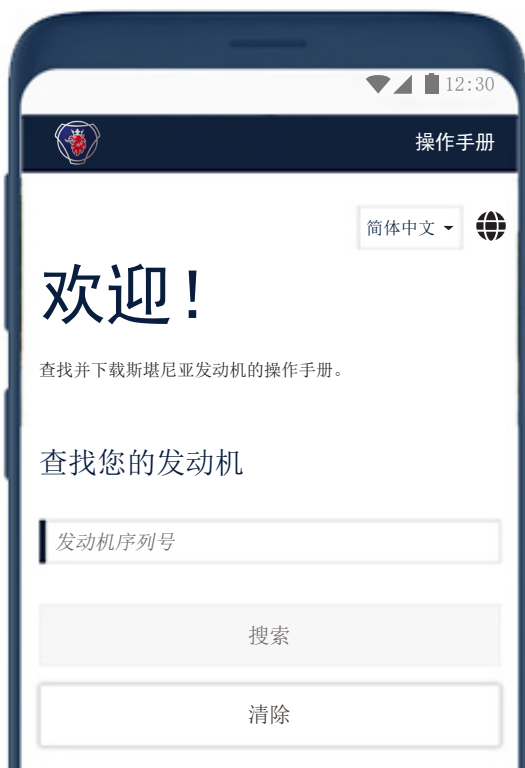 12:30
操作手册
简体中文
欢迎!
查找并下载斯堪尼亚发动机的操作手册。
查找您的发动机
发动机序列号
搜索
清除